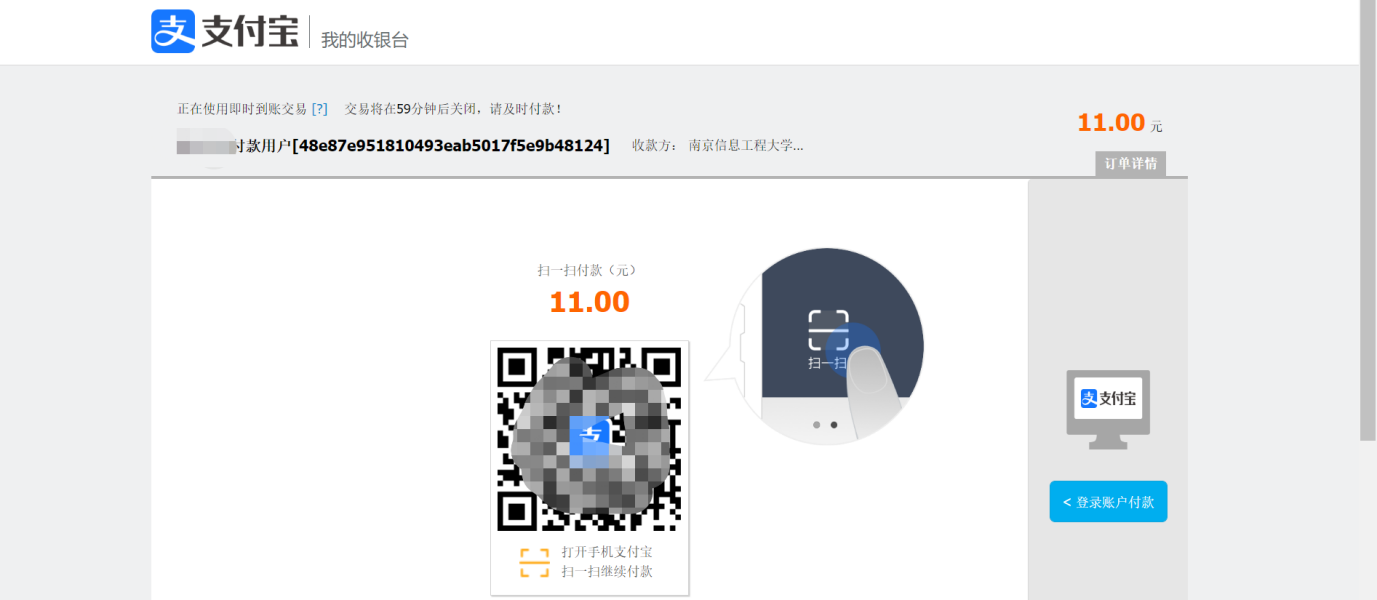 支 支付宝 我的收银台
正在使用即时到账交易 [?] 交易将在59分钟后关闭，请及时付款！
11.00 元
付款用户[48e87e951810493eab5017f5e9b48124] 收款方： 南京信息工程大学...
订单详情
扫一扫付款（元）
11.00
扫一扫
支
支 支付宝
< 登录账户付款
打开手机支付宝
扫一扫继续付款